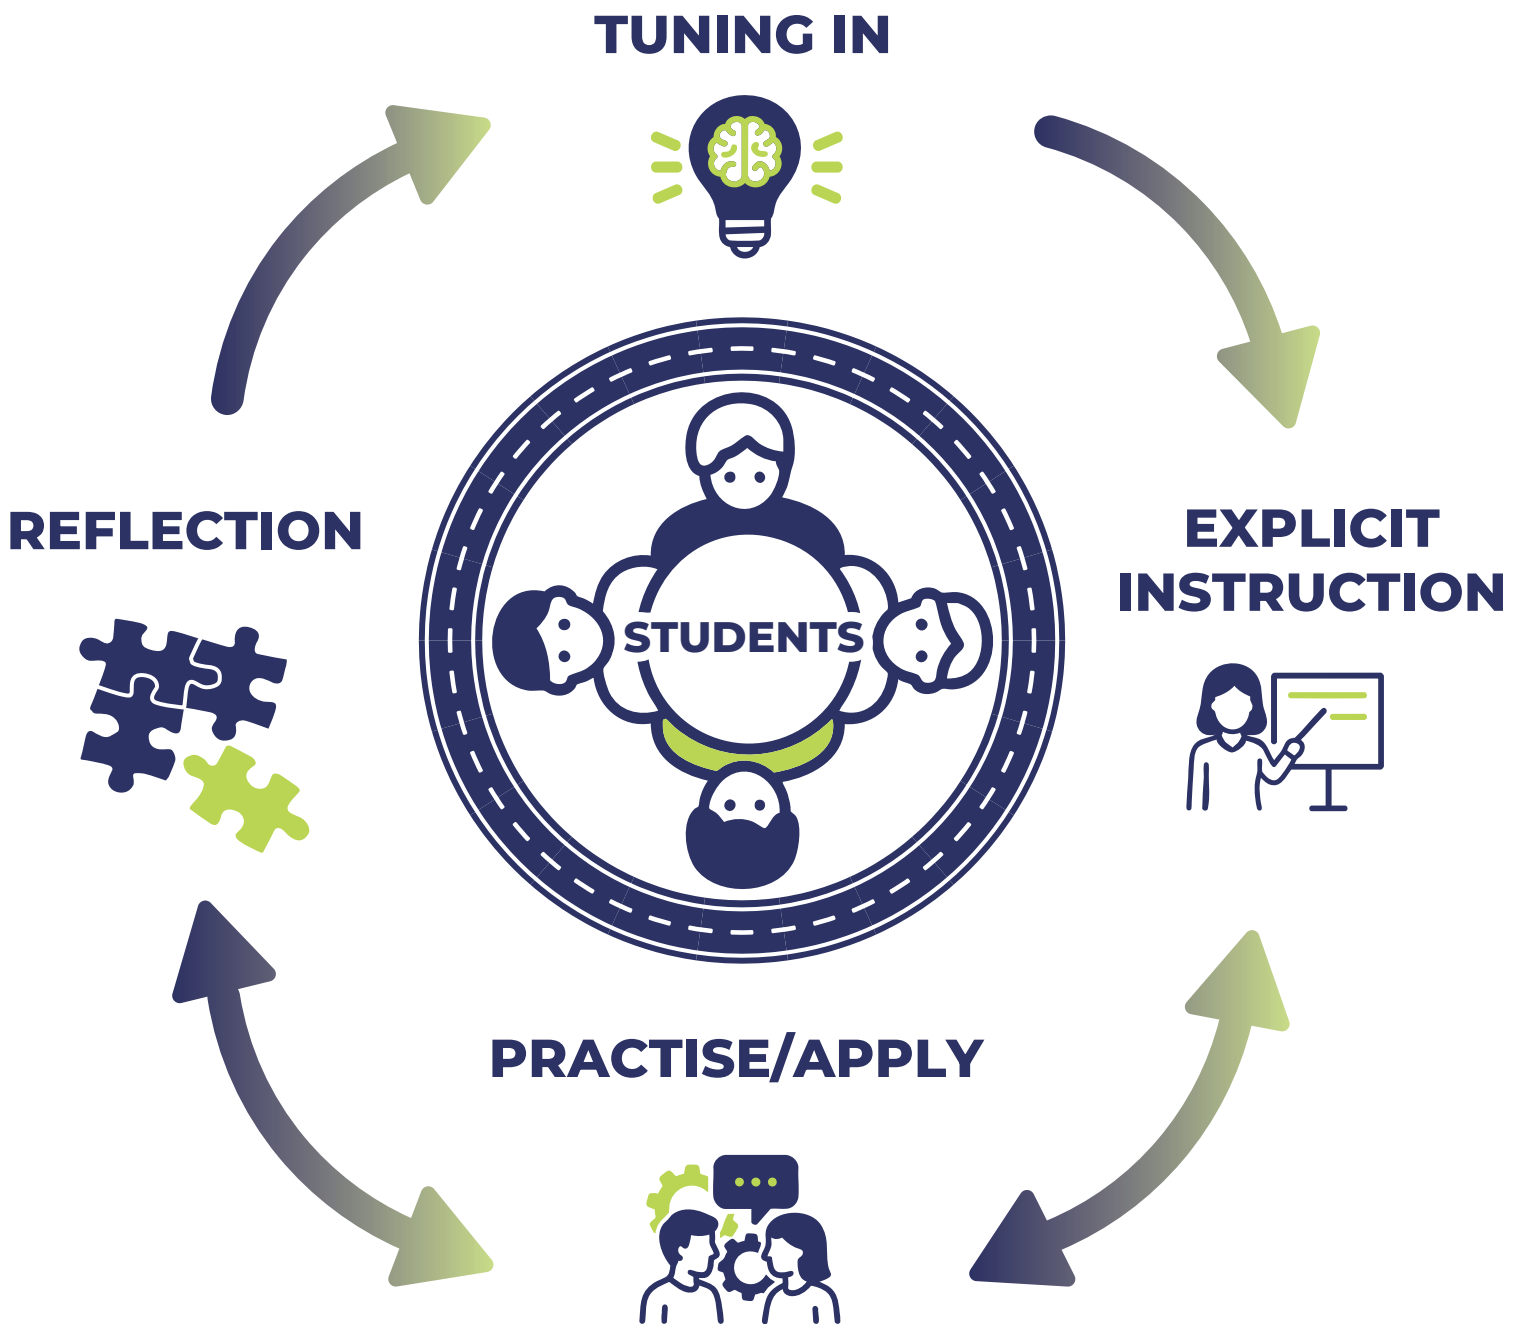 TUNING IN
REFLECTION
EXPLICIT
INSTRUCTION
STUDENTS
PRACTISE/APPLY